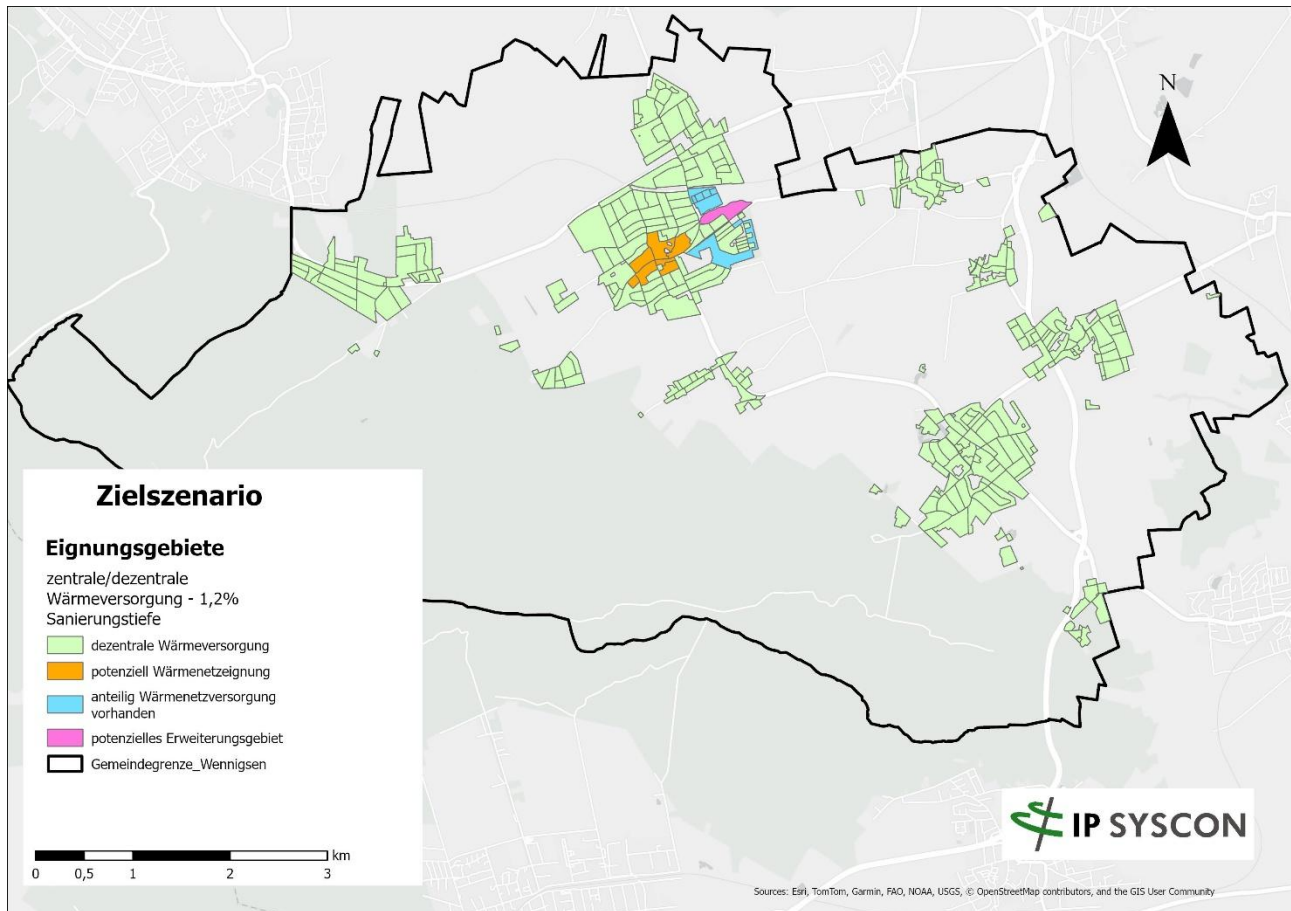 N
Zielszenario
Eignungsgebiete
zentrale/dezentrale
Wärmeversorgung - 1,2%
Sanierungstiefe
dezentrale Wärmeversorgung
potenziell Wärmenetzeignung
anteilig Wärmenetzversorgung
vorhanden
potenzielles Erweiterungsgebiet
Gemeindegrenze_Wennigsen
km
0 0,5 1 2 3
IP SYSCON
Sources: Esri, TomTom, Garmin, FAO, NOAA, USGS, © OpenStreetMap contributors, and the GIS User Community